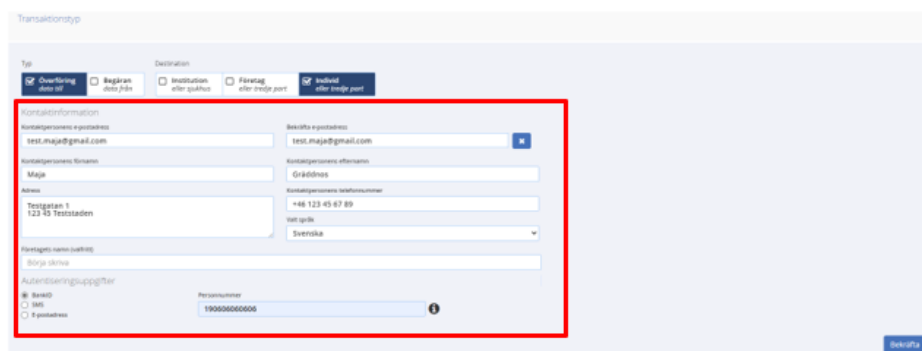 Transaktionstyp
Typ Destination
Överföring Begäran Institution Företag Individ
data till data från eller sjukhus eller tredje part eller tredje part
Kontaktinformation
Kontaktpersonens e-postadress Bekräfta e-postadress
test.maja@gmail.com test.maja@gmail.com
Kontaktpersonens förnamn Kontaktpersonens efternamn
Maja Gräddnos
Adress Kontaktpersonens telefonnummer
Testgatan 1 +46 123 45 67 89
123 45 Teststaden
Valt språk
Svenska
Företagets namn (valfritt)
Börja skriva
Autentiseringsuppgifter
BankID Personnummer
SMS 190606060606
E-postadress
Bekräfta